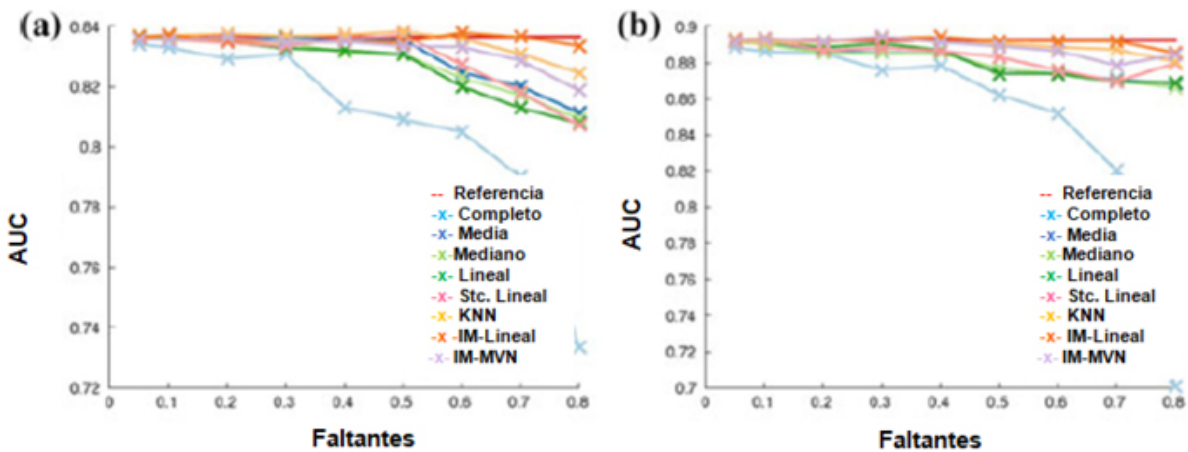 (a)
0.84
0.82
0.8
0.78
0.76
0.74
0.72
AUC
0 0.1 0.2 0.3 0.4 0.5 0.6 0.7 0.8
Faltantes
-- Referencia
-X- Completo
-X- Media
-X- Mediano
-X- Lineal
-X- Stc. Lineal
-X- KNN
-X- IM-Lineal
-X- IM-MVN
(b)
0.9
0.88
0.86
0.84
0.82
0.8
0.78
0.76
0.74
0.72
0.7
AUC
0 0.1 0.2 0.3 0.4 0.5 0.6 0.7 0.8
Faltantes
-- Referencia
-X- Completo
-X- Media
-X- Mediano
-X- Lineal
-X- Stc. Lineal
-X- KNN
-X- IM-Lineal
-X- IM-MVN